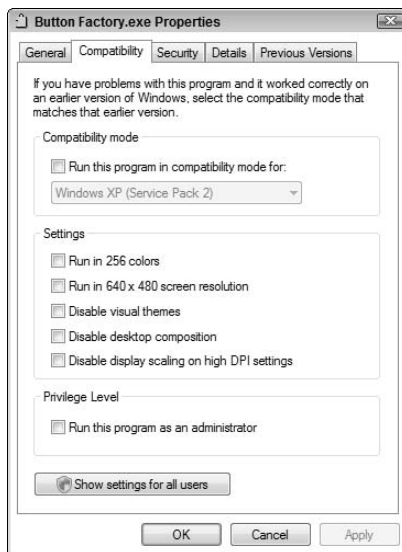 Button Factory.exe Properties
General Compatibility Security Details Previous Versions
If you have problems with this program and it worked correctly on
an earlier version of Windows, select the compatibility mode that
matches that earlier version.
Compatibility mode
Run this program in compatibility mode for:
Windows XP (Service Pack 2)
Settings
Run in 256 colors
Run in 640 x 480 screen resolution
Disable visual themes
Disable desktop composition
Disable display scaling on high DPI settings
Privilege Level
Run this program as an administrator
Show settings for all users
OK Cancel Apply